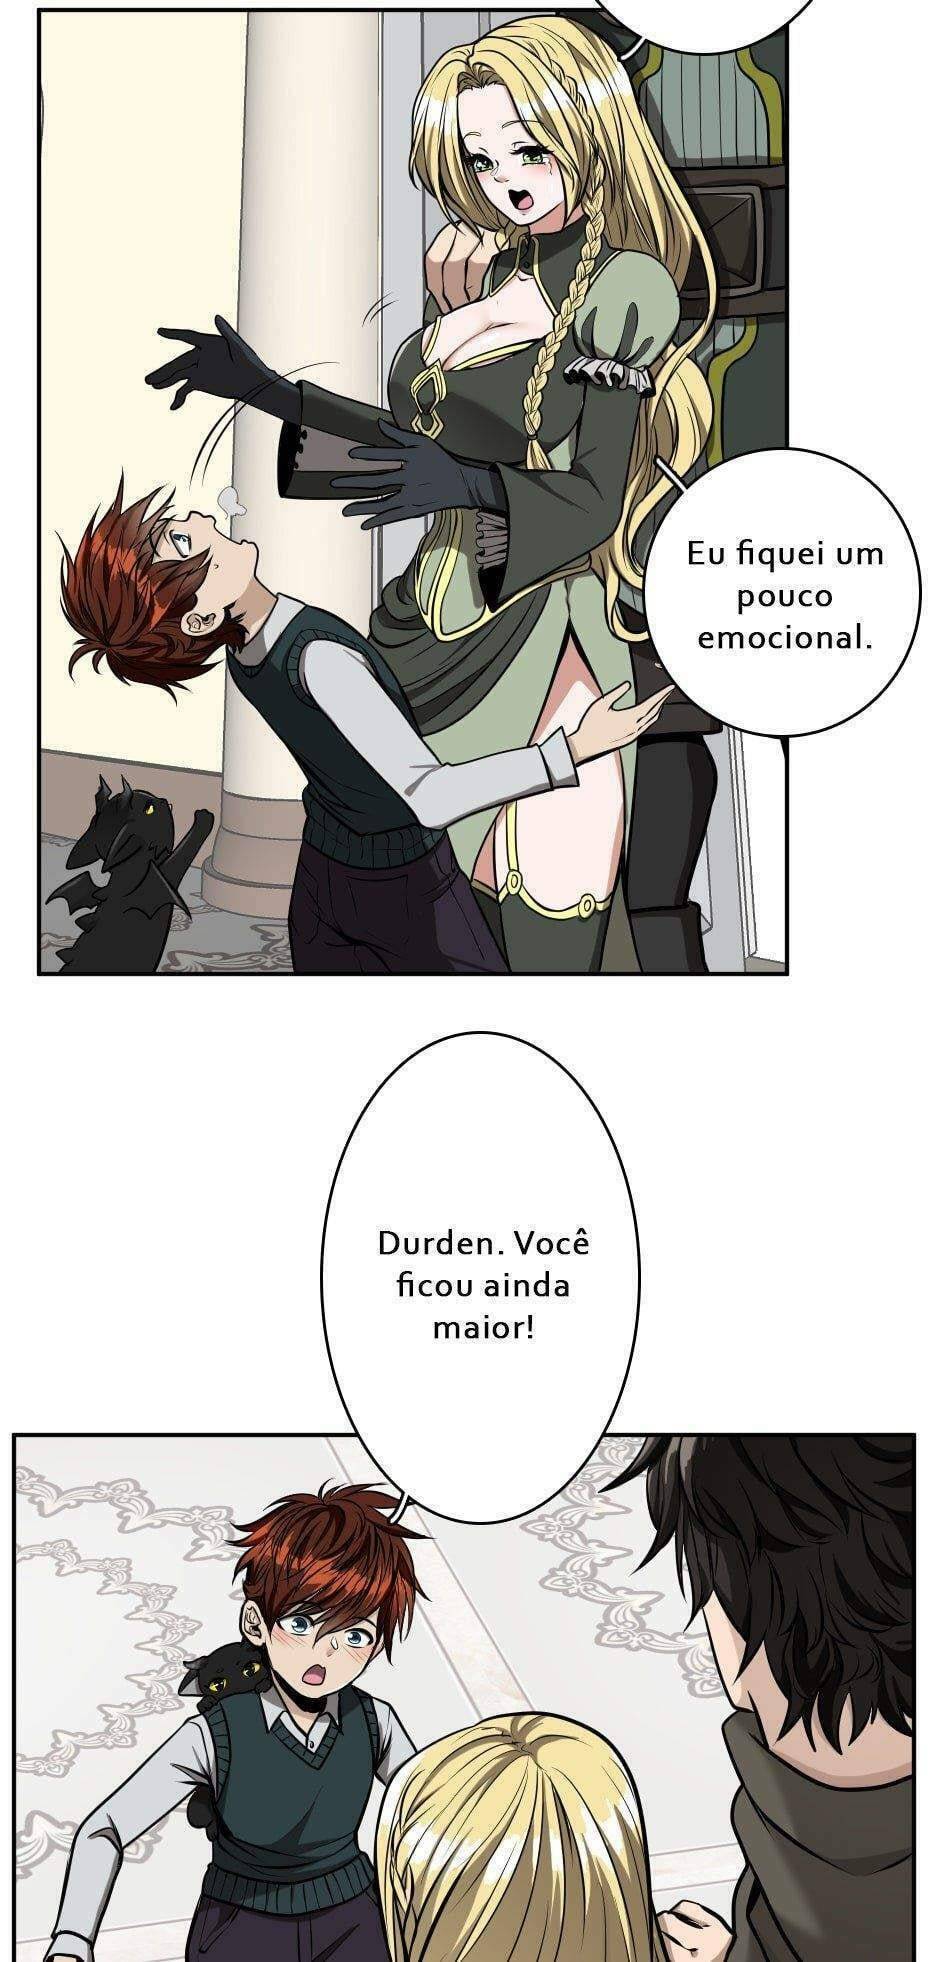 Eu fiquei um
pouco
emocional.
Durden. Você
ficou ainda
maior!